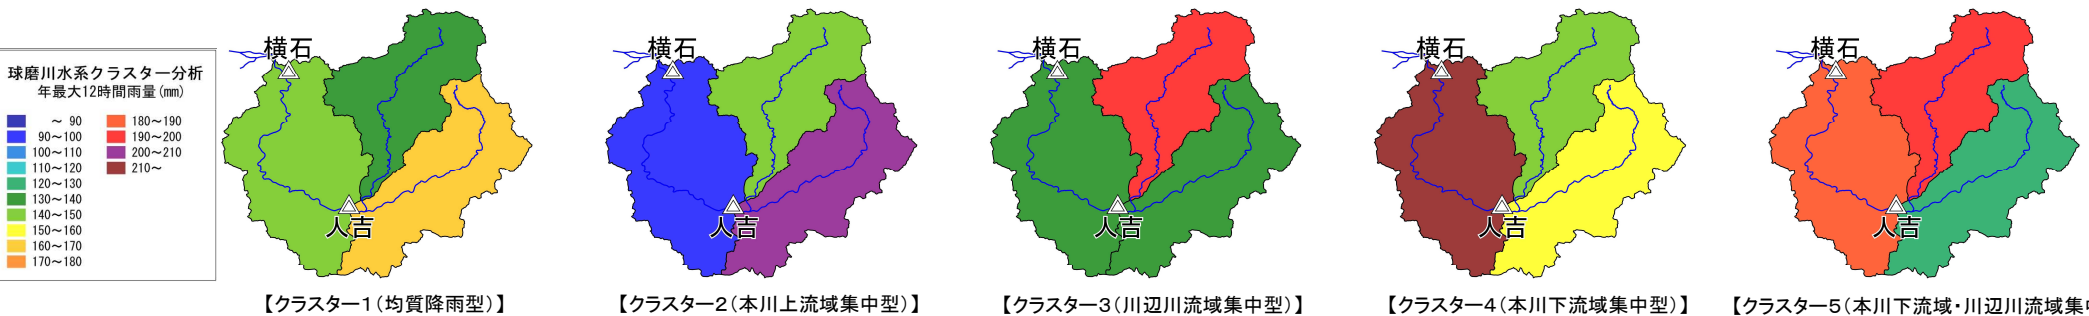 球磨川水系クラスター分析
年最大12時間雨量(mm)
～ 90
90～100
100～110
110～120
120～130
130～140
140～150
150～160
160～170
170～180
180～190
190～200
200～210
210～
横石
人吉
【クラスター1(均質降雨型)】
横石
人吉
【クラスター2(本川上流域集中型)】
横石
人吉
【クラスター3(川辺川流域集中型)】
横石
人吉
【クラスター4(本川下流域集中型)】
横石
人吉
【クラスター5(本川下流域・川辺川流域集